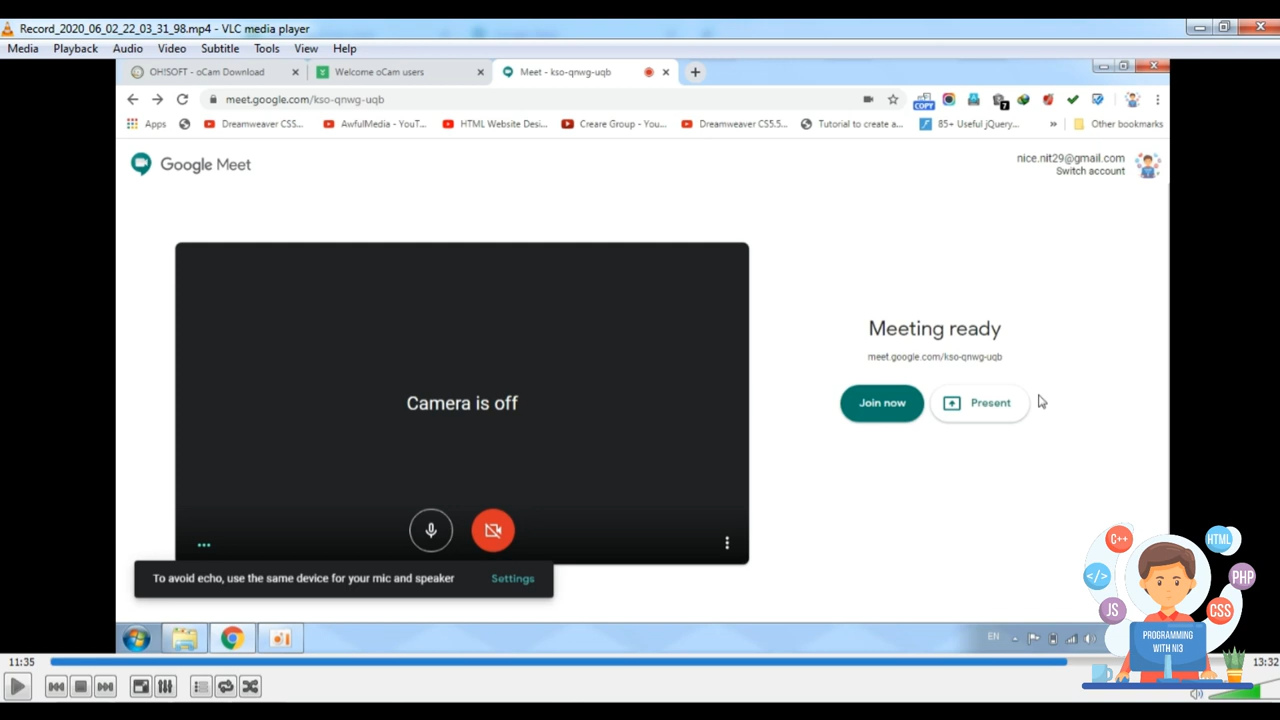 Record_2020_06_02_22_03_31_98.mp4 - VLC media player
Media Playback Audio Video Subtitle Tools View Help
OH!SOFT - oCam Download
Welcome oCam users
Meet - kso-qnwg-uqb
meet.google.com/kso-qnwg-uqb
COPY
7
Apps
Dreamweaver CS5...
AwfulMedia - YouT...
HTML Website Desi...
Creare Group - You...
Dreamweaver CS5.5...
Tutorial to create a...
85+ Useful jQuery...
»
Other bookmarks
Google Meet
nice.nit29@gmail.com
Switch account
Camera is off
Meeting ready
meet.google.com/kso-qnwg-uqb
Join now
Present
To avoid echo, use the same device for your mic and speaker
Settings
C++
HTML
</>
PHP
JS
CSS
PROGRAMMING
WITH NI3
EN
11:35
13:32